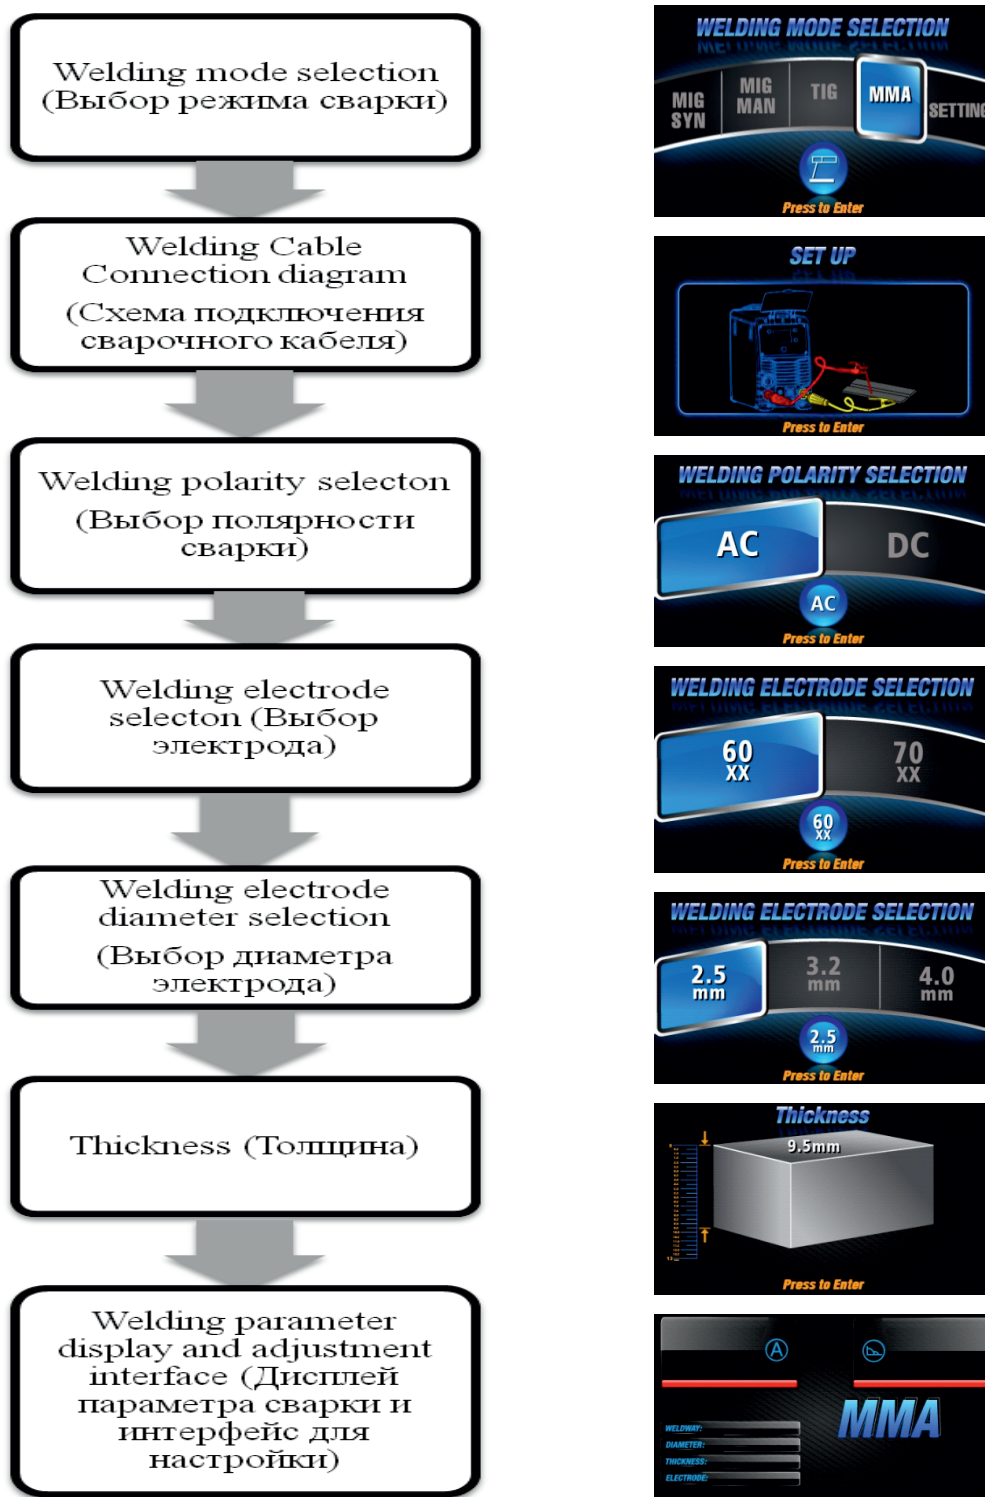 Welding mode selection
(Выбор режима сварки)
Welding Cable
Connection diagram
(Схема подключения
сварочного кабеля)
Welding polarity selecton
(Выбор полярности
сварки)
Welding electrode
selecton (Выбор
электрода)
Welding electrode
diameter selection
(Выбор диаметра
электрода)
Thickness (Толщина)
Welding parameter
display and adjustment
interface (Дисплей
параметра сварки и
интерфейс для
настройки)
WELDING MODE SELECTION
MIG
SYN
MIG
MAN
TIG
MMA
SETTING
Press to Enter
SET UP
Press to Enter
WELDING POLARITY SELECTION
AC
DC
AC
Press to Enter
WELDING ELECTRODE SELECTION
60
XX
70
XX
60
XX
Press to Enter
WELDING ELECTRODE SELECTION
2.5
mm
3.2
mm
4.0
mm
2.5
mm
Press to Enter
Thickness
9.5mm
Press to Enter
A
MMA
WELDWAY:
DIAMETER:
THICKNESS:
ELECTRODE: